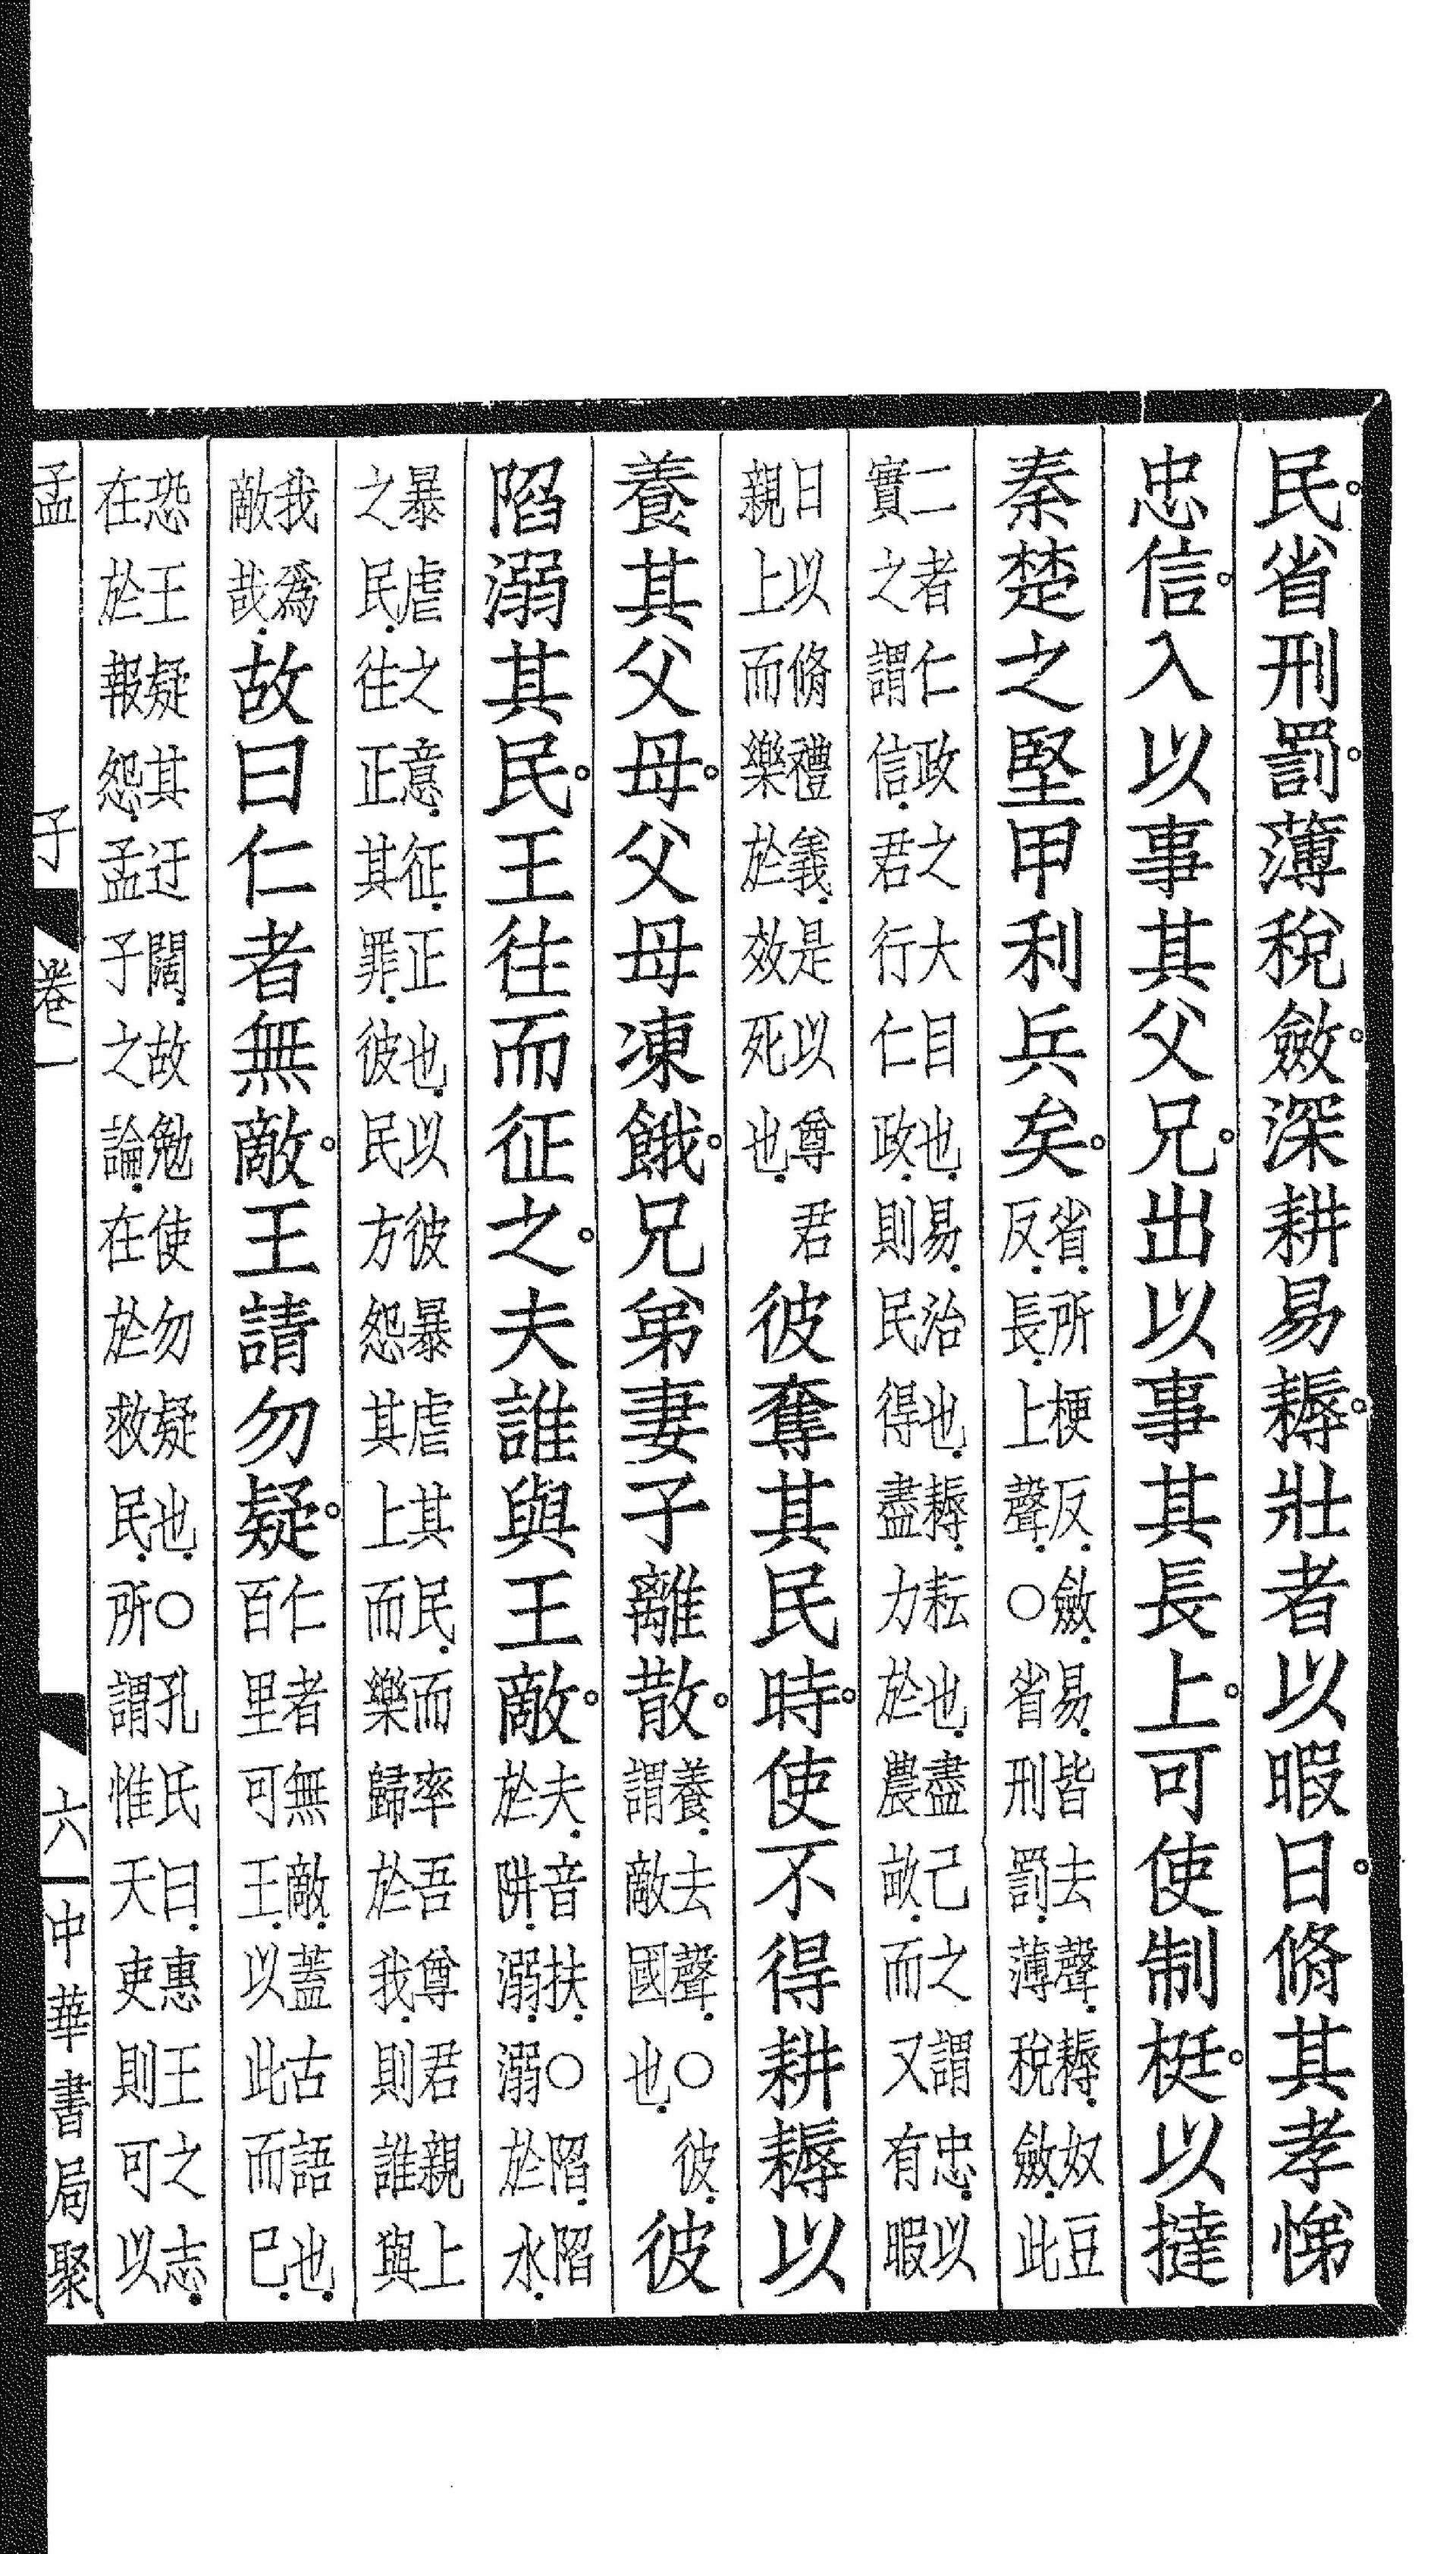 民。省刑罰。薄稅斂。深耕易耨。壯者以暇日。脩其孝悌
忠信。入以事其父兄。出以事其長上。可使制梃。以撻
秦楚之堅甲利兵矣。省.所梗反.斂.易.皆去聲.耨.奴豆反.長.上聲.○省刑罰.薄稅斂.此
二者仁政之大目也.易.治也.耨.耘也.盡己之謂忠.以實之謂信.君行仁政.則民得盡力於農畝.而又有暇
日以脩禮義.是以尊君親上而樂於效死也.彼奪其民時。使不得耕耨以
養其父母。父母凍餓。兄弟妻子離散。養.去聲.○彼.謂敵國也.彼
陷溺其民。王往而征之。夫誰與王敵。夫.音扶.○陷.陷於阱.溺.溺於水.
暴虐之意.征.正也.以彼暴虐其民.而率吾尊君親上之民.往正其罪.彼民方怨其上而樂歸於我.則誰與
我爲敵哉.故曰仁者無敵。王請勿疑。仁者無敵.蓋古語也.百里可王.以此而已.
恐王疑其迂闊.故勉使勿疑也.○孔氏曰.惠王之志.在於報怨.孟子之論.在於救民.所謂惟天吏則可以
孟子 卷一 六 中華書局聚